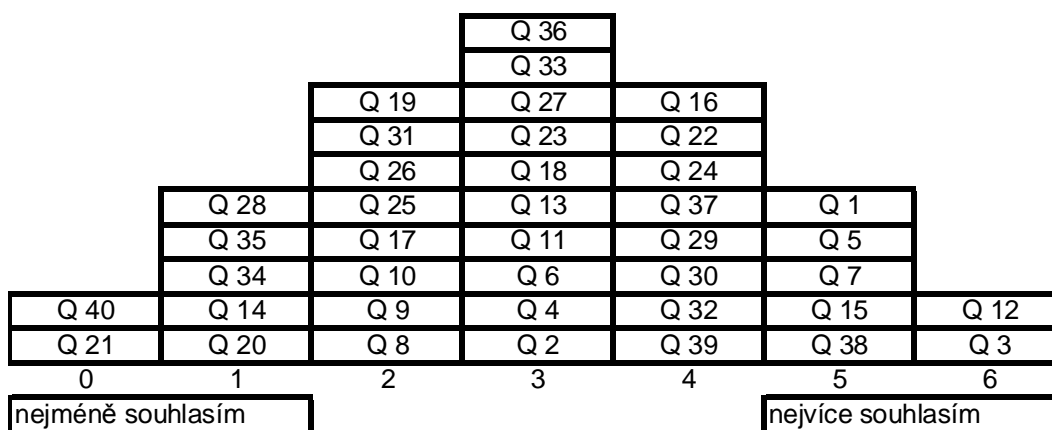 Q 36
Q 33
Q 19 Q 27 Q 16
Q 31 Q 23 Q 22
Q 26 Q 18 Q 24
Q 28 Q 25 Q 13 Q 37 Q 1
Q 35 Q 17 Q 11 Q 29 Q 5
Q 34 Q 10 Q 6 Q 30 Q 7
Q 40 Q 14 Q 9 Q 4 Q 32 Q 15 Q 12
Q 21 Q 20 Q 8 Q 2 Q 39 Q 38 Q 3
0 1 2 3 4 5 6
nejméně souhlasím nejvíce souhlasím